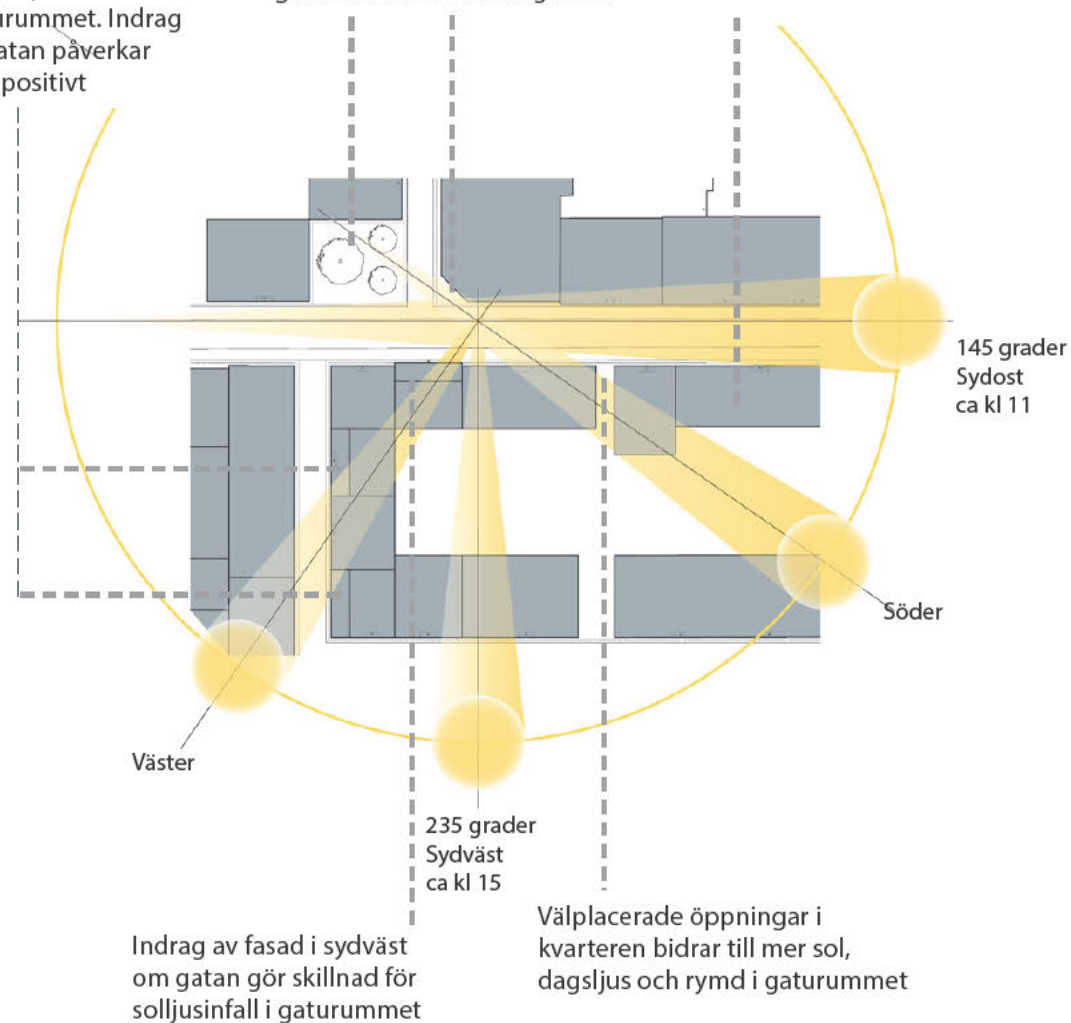 urummet. Indrag
atan påverkar
positivt
145 grader
Sydost
ca kl 11
Söder
Väster
235 grader
Sydväst
ca kl 15
Indrag av fasad i sydväst
om gatan gör skillnad för
solljusinfall i gaturummet
Välplacerade öppningar i
kvarteren bidrar till mer sol,
dagsljus och rymd i gaturummet